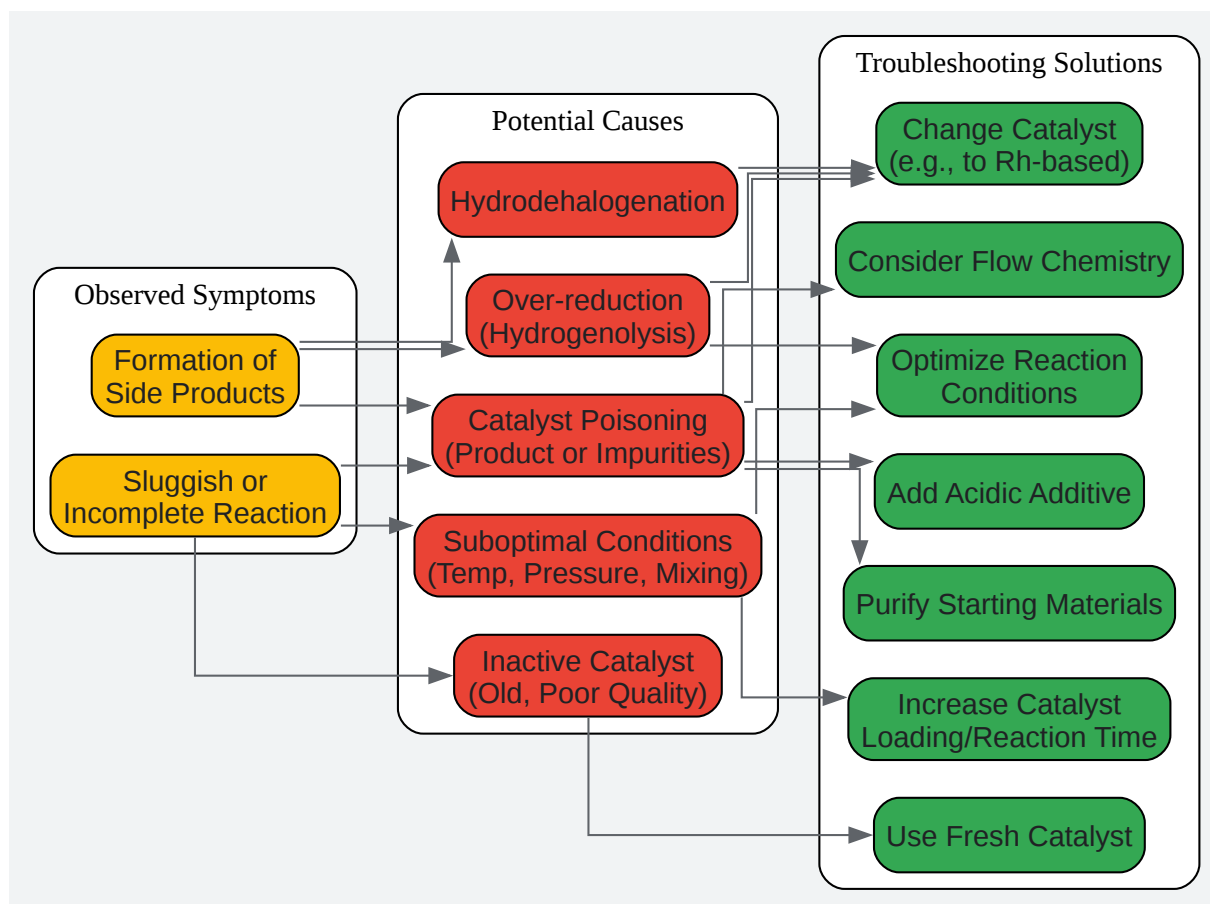 Observed Symptoms
Formation of
Side Products
Sluggish or
Incomplete Reaction
Potential Causes
Hydrodehalogenation
Over-reduction
(Hydrogenolysis)
Catalyst Poisoning
(Product or Impurities)
Suboptimal Conditions
(Temp, Pressure, Mixing)
Inactive Catalyst
(Old, Poor Quality)
Troubleshooting Solutions
Change Catalyst
(e.g., to Rh-based)
Consider Flow Chemistry
Optimize Reaction
Conditions
Add Acidic Additive
Purify Starting Materials
Increase Catalyst
Loading/Reaction Time
Use Fresh Catalyst